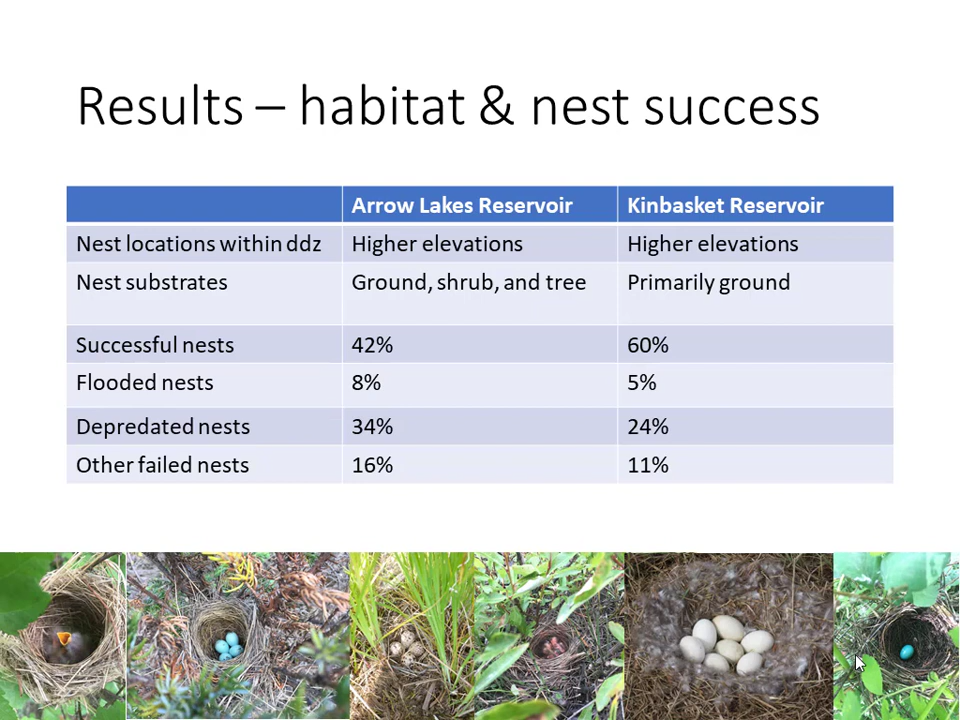 Results – habitat & nest success
Arrow Lakes Reservoir Kinbasket Reservoir
Nest locations within ddz Higher elevations Higher elevations
Nest substrates Ground, shrub, and tree Primarily ground
Successful nests 42% 60%
Flooded nests 8% 5%
Depredated nests 34% 24%
Other failed nests 16% 11%